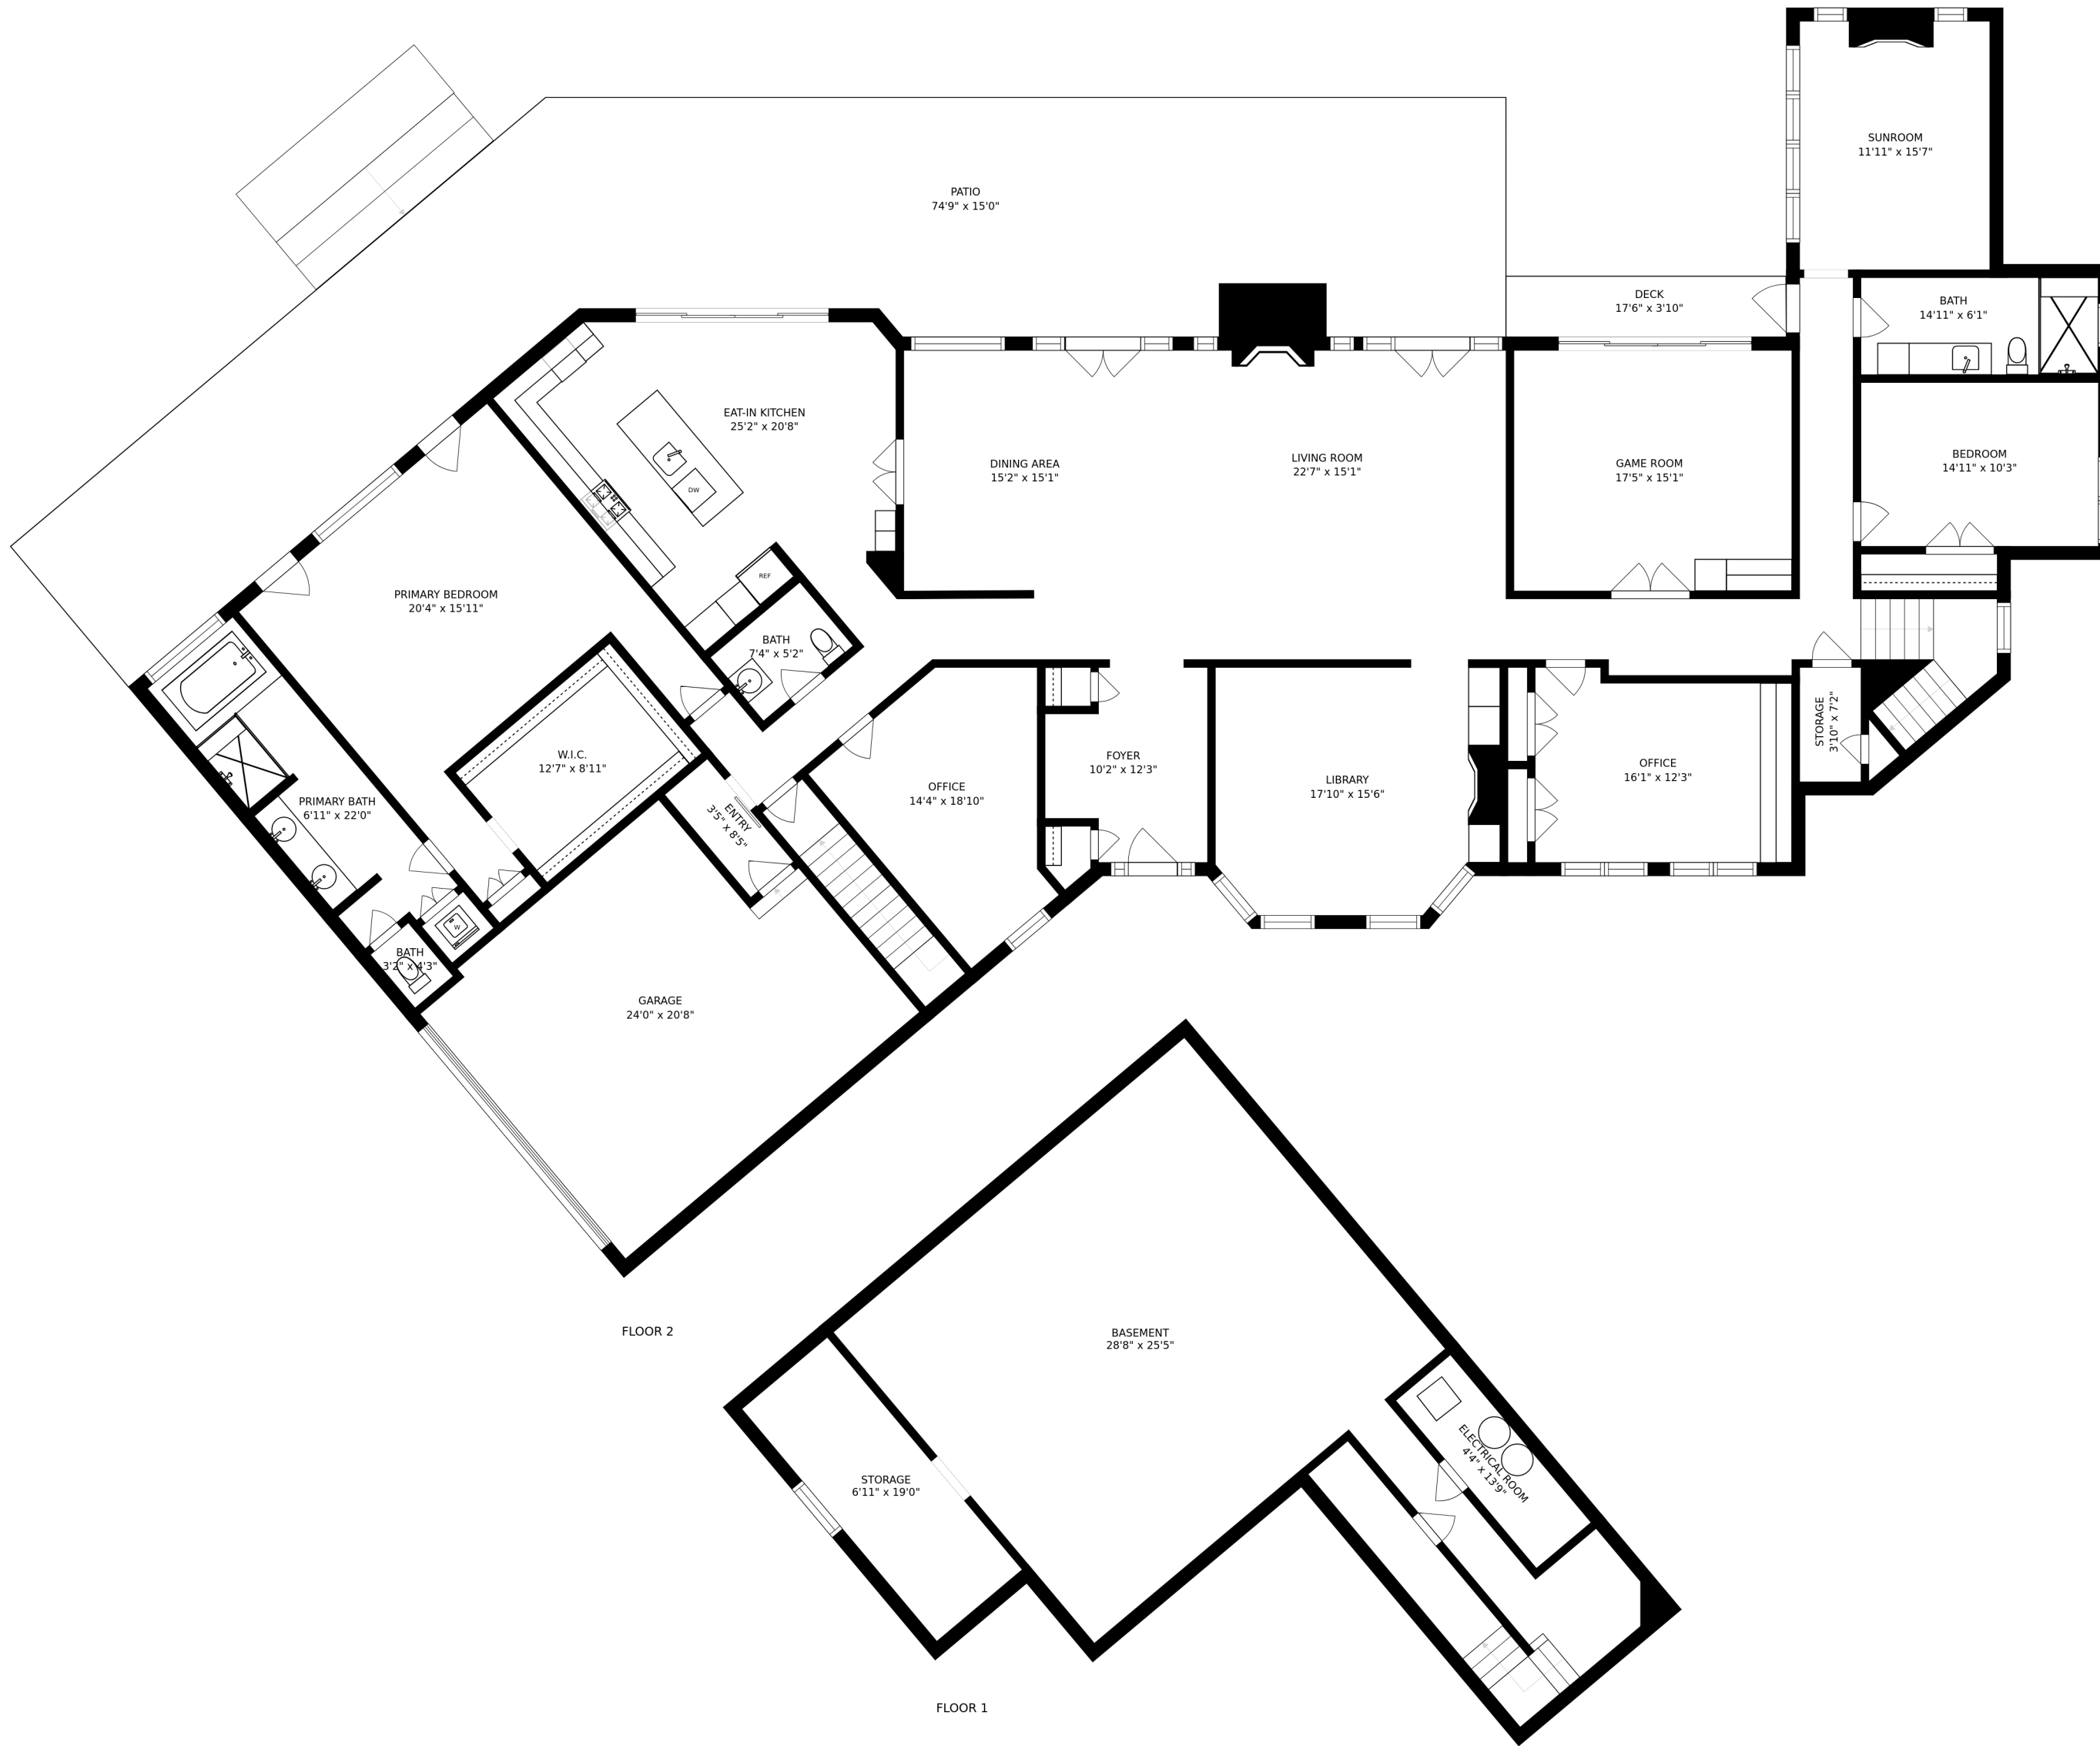 SUNROOM
11'11" x 15'7"
PATIO
74'9" x 15'0"
DECK
17'6" x 3'10"
BATH
14'11" x 6'1"
EAT-IN KITCHEN
25'2" x 20'8"
DINING AREA
15'2" x 15'1"
LIVING ROOM
22'7" x 15'1"
GAME ROOM
17'5" x 15'1"
BEDROOM
14'11" x 10'3"
DW
REF
PRIMARY BEDROOM
20'4" x 15'11"
BATH
7'4" x 5'2"
W.I.C.
12'7" x 8'11"
STORAGE
3'10" x 7'2"
FOYER
10'2" x 12'3"
OFFICE
16'1" x 12'3"
LIBRARY
17'10" x 15'6"
OFFICE
14'4" x 18'10"
PRIMARY BATH
6'11" x 22'0"
ENTRY
3'5" x 8'5"
W
BATH
3'2" x 4'3"
GARAGE
24'0" x 20'8"
FLOOR 2
BASEMENT
28'8" x 25'5"
ELECTRICAL ROOM
4'4" x 13'9"
STORAGE
6'11" x 19'0"
FLOOR 1